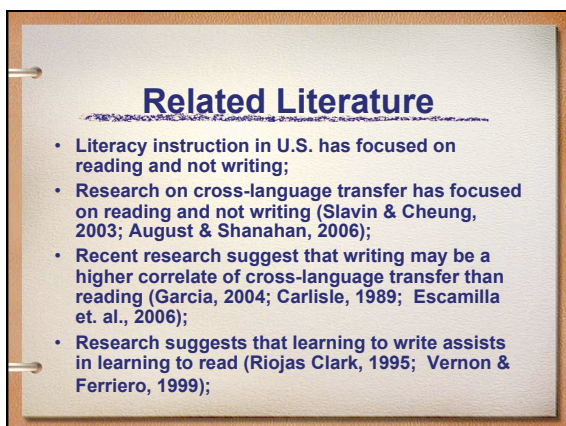 Related Literature
• Literacy instruction in U.S. has focused on
reading and not writing;
• Research on cross-language transfer has focused
on reading and not writing (Slavin & Cheung,
2003; August & Shanahan, 2006);
• Recent research suggest that writing may be a
higher correlate of cross-language transfer than
reading (Garcia, 2004; Carlisle, 1989;  Escamilla
et. al., 2006);
• Research suggests that learning to write assists
in learning to read (Riojas Clark, 1995;  Vernon &
Ferriero, 1999);